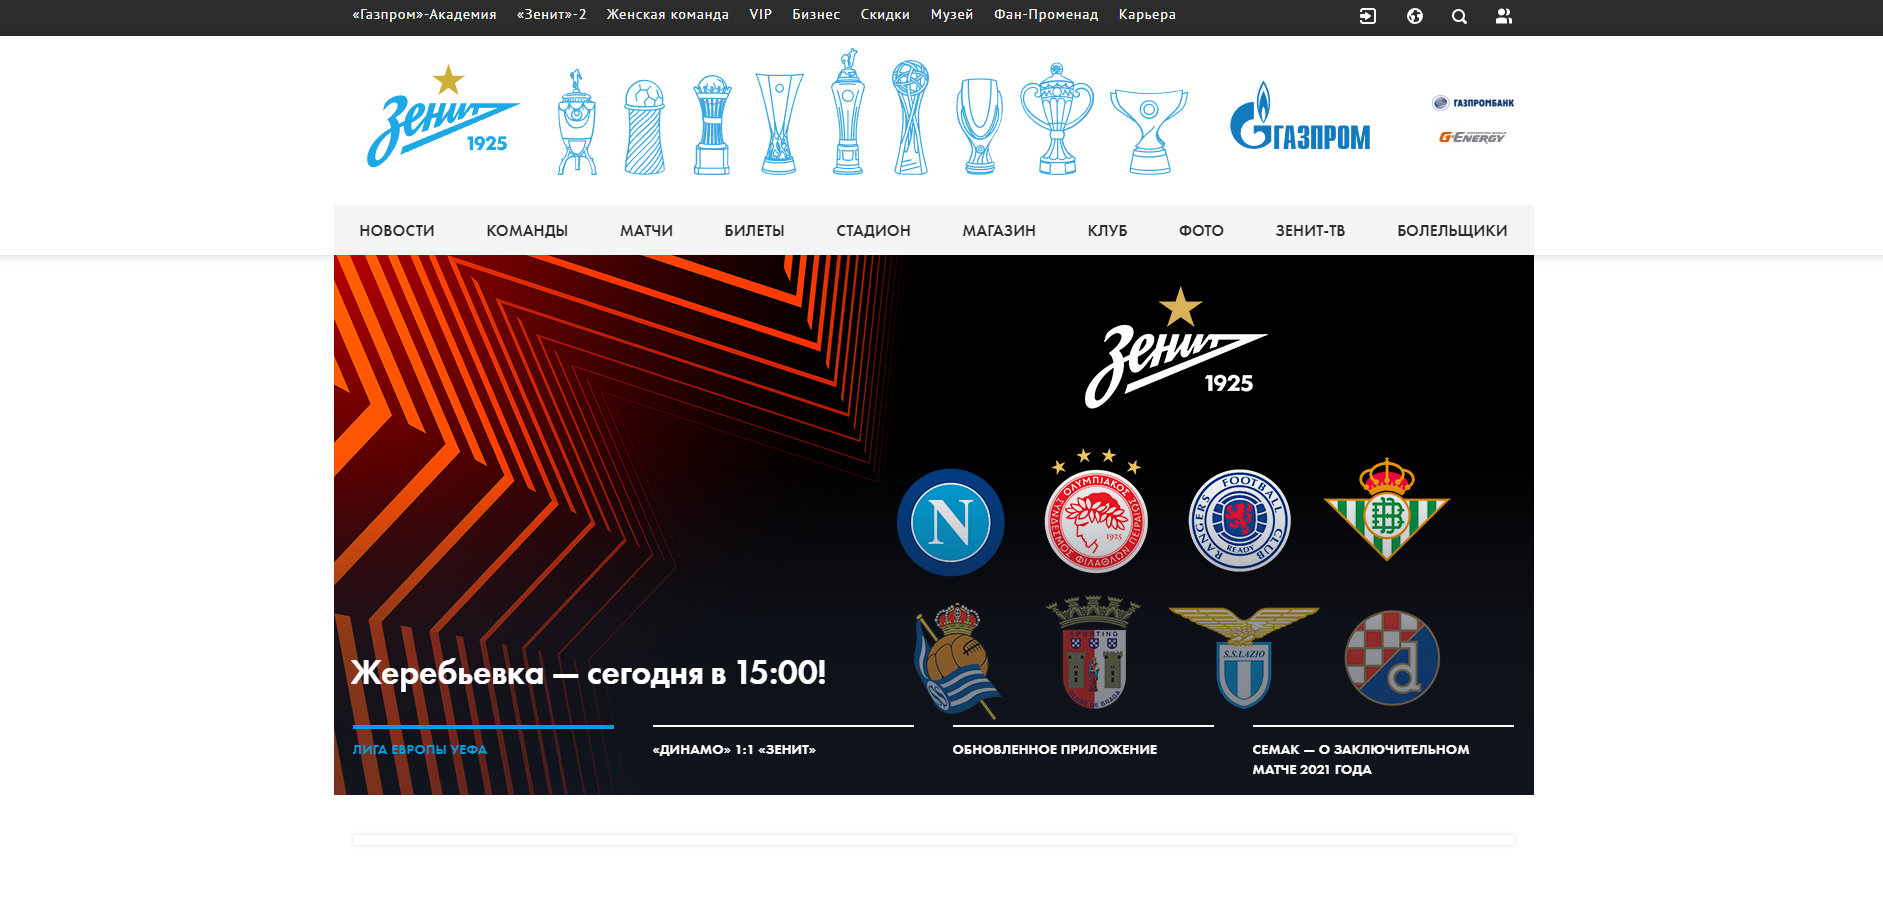 «Газпром»-Академия «Зенит»-2 Женская команда VIP Бизнес Скидки Музей Фан-Променад Карьера
Зенит
1925
ГАЗПРОМ
ГАЗПРОМБАНК
G-ENERGY
НОВОСТИ КОМАНДЫ МАТЧИ БИЛЕТЫ СТАДИОН МАГАЗИН КЛУБ ФОТО ЗЕНИТ-ТВ БОЛЕЛЬЩИКИ
Зенит
1925
N
ΟΛΥΜΠΙΑΚΟΣ ΣΥΝΔΕΣΜΟΣ ΦΙΛΑΘΛΩΝ ΠΕΙΡΑΙΩΣ
1925
RANGERS FOOTBALL CLUB
READY
SPORTING
CLUBE DE BRAGA
S.S.LAZIO
d
Жеребьевка — сегодня в 15:00!
ЛИГА ЕВРОПЫ УЕФА
«ДИНАМО» 1:1 «ЗЕНИТ»
ОБНОВЛЕННОЕ ПРИЛОЖЕНИЕ
СЕМАК — О ЗАКЛЮЧИТЕЛЬНОМ
МАТЧЕ 2021 ГОДА